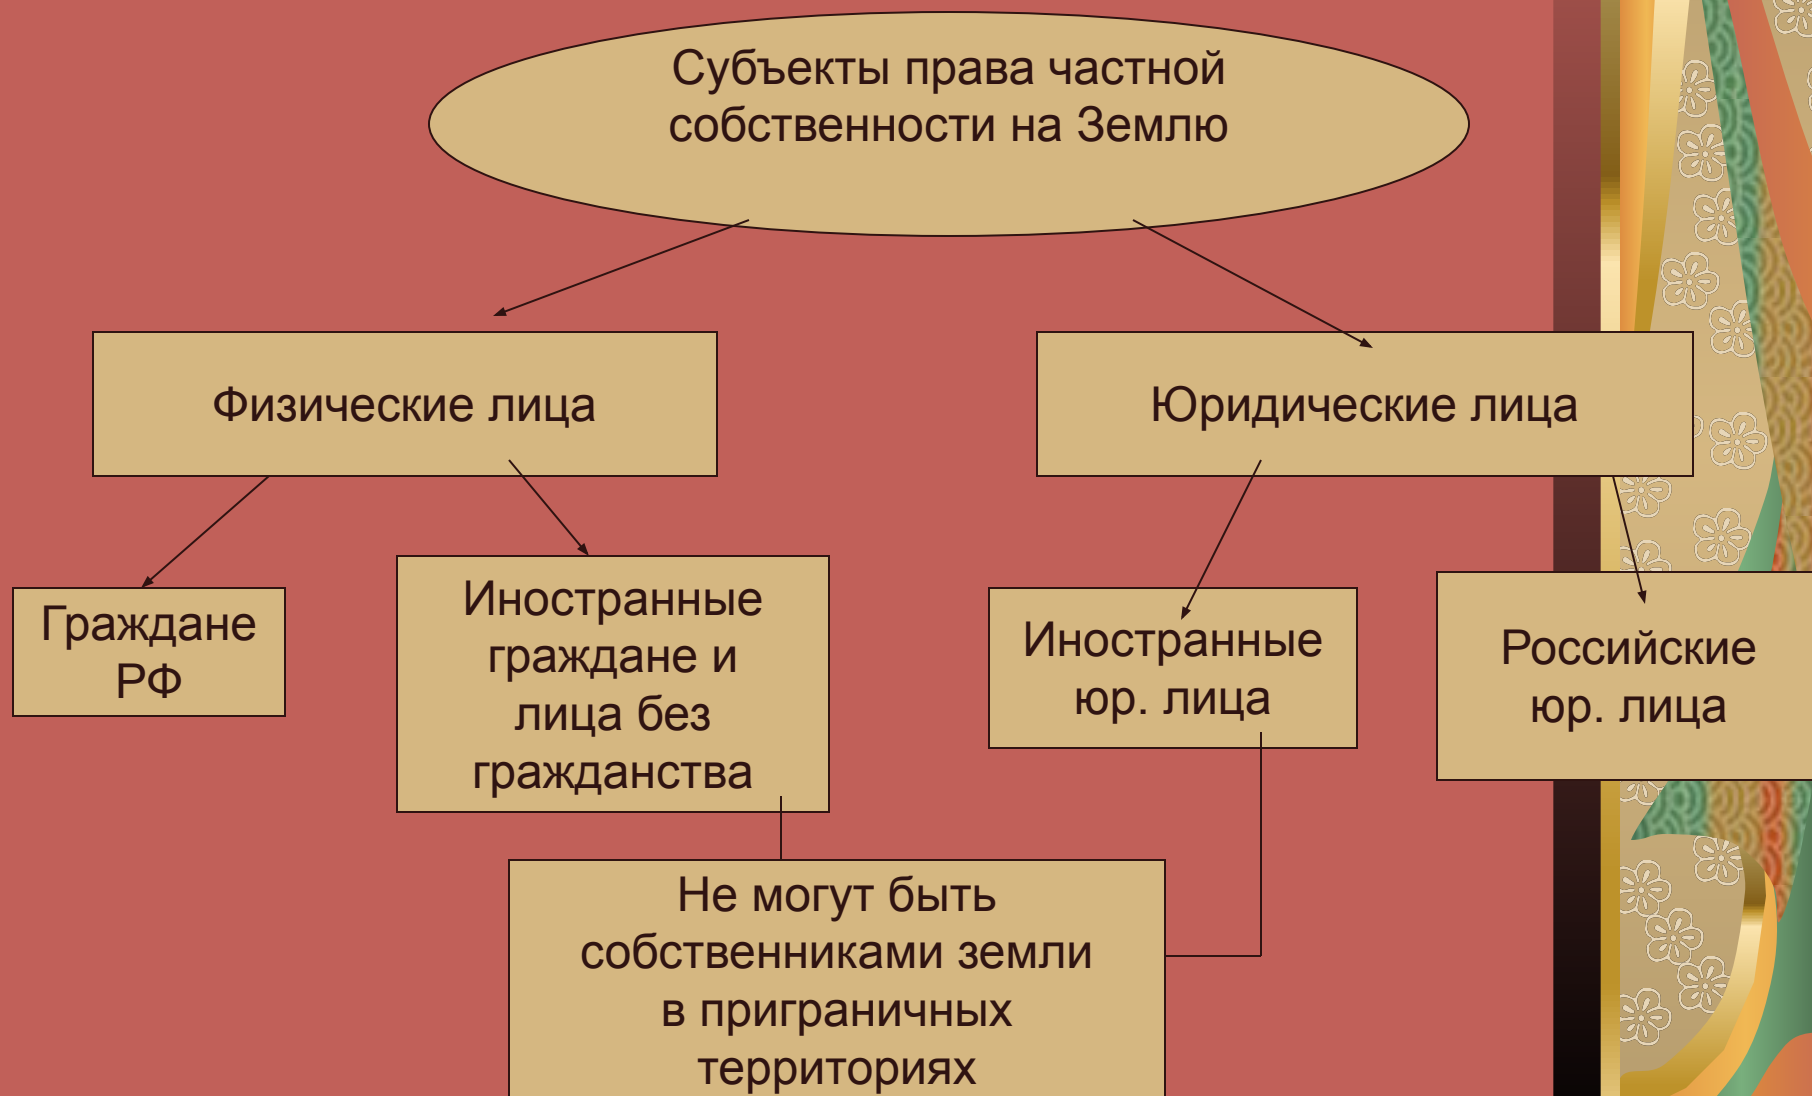 Субъекты права частной
собственности на Землю
Физические лица
Юридические лица
Граждане
РФ
Иностранные
граждане и
лица без
гражданства
Иностранные
юр. лица
Российские
юр. лица
Не могут быть
собственниками земли
в приграничных
территориях